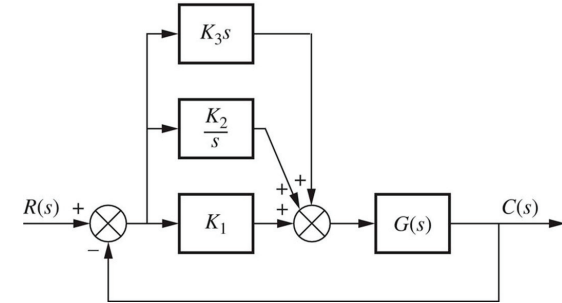 K₃s
K₂
s
+
+
R(s) + K₁ + G(s) C(s)
−